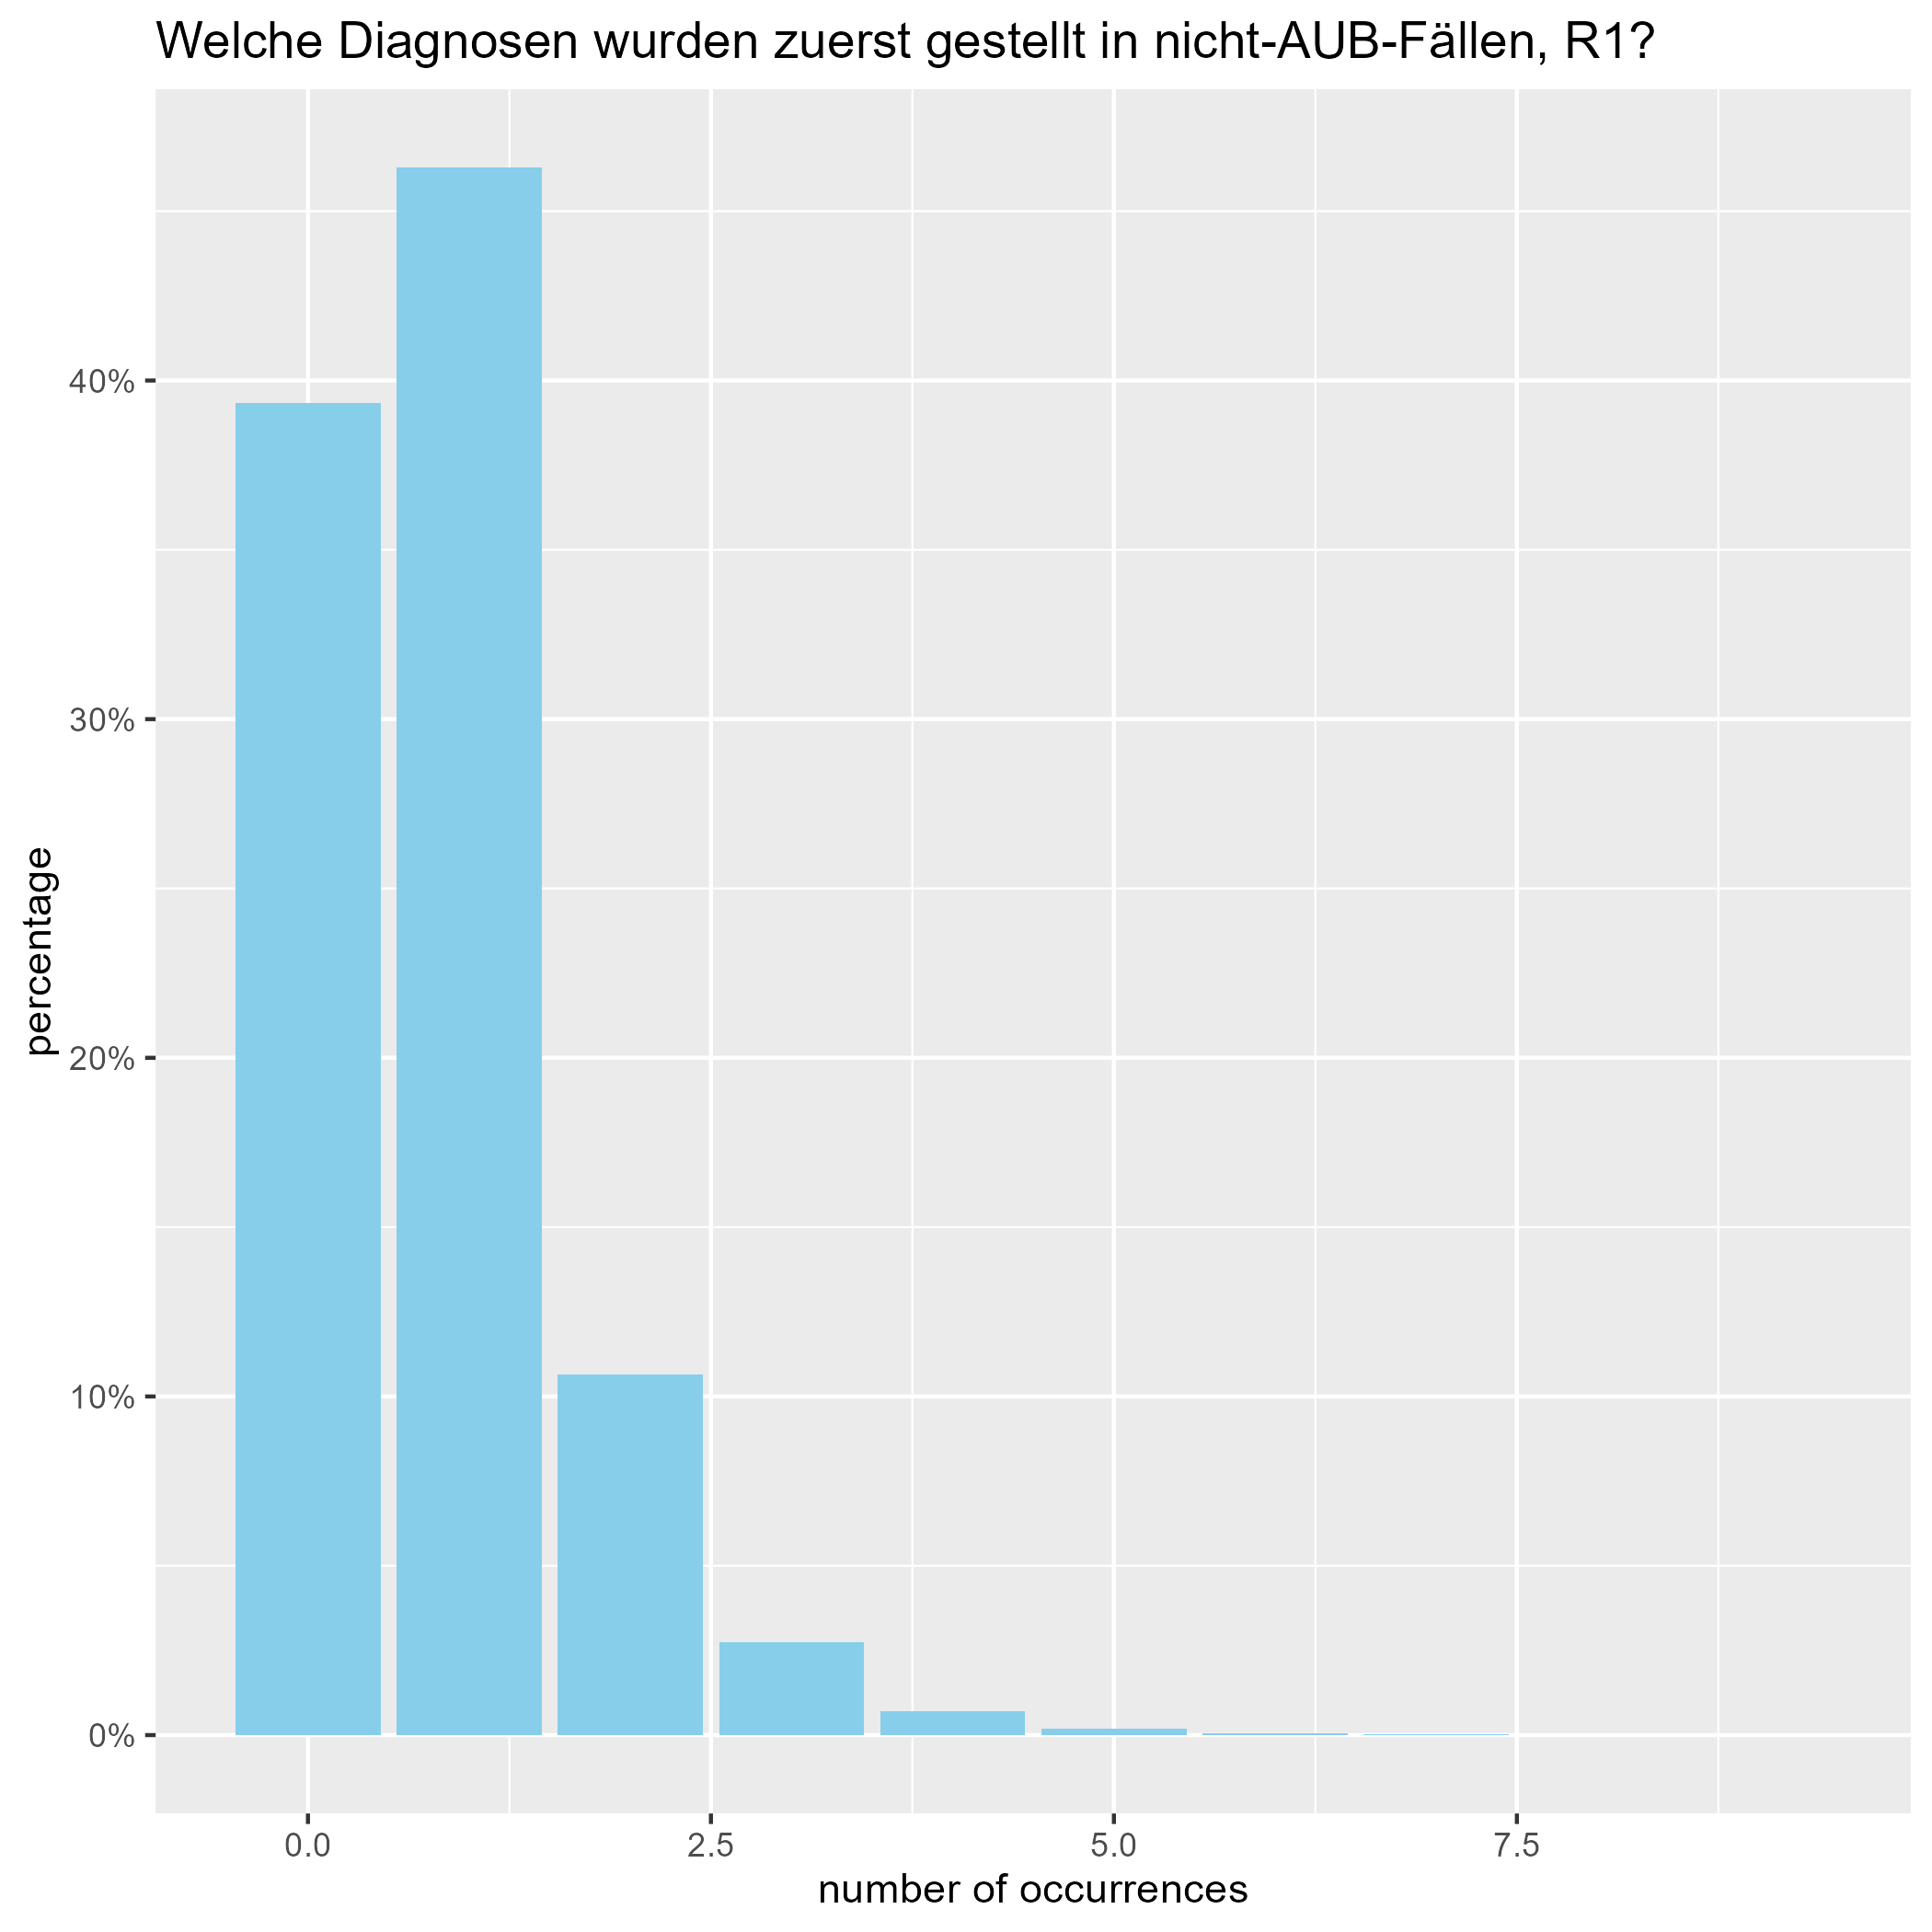 Welche Diagnosen wurden zuerst gestellt in nicht-AUB-Fällen, R1?
percentage
40%
30%
20%
10%
0%
0.0 2.5 5.0 7.5
number of occurrences